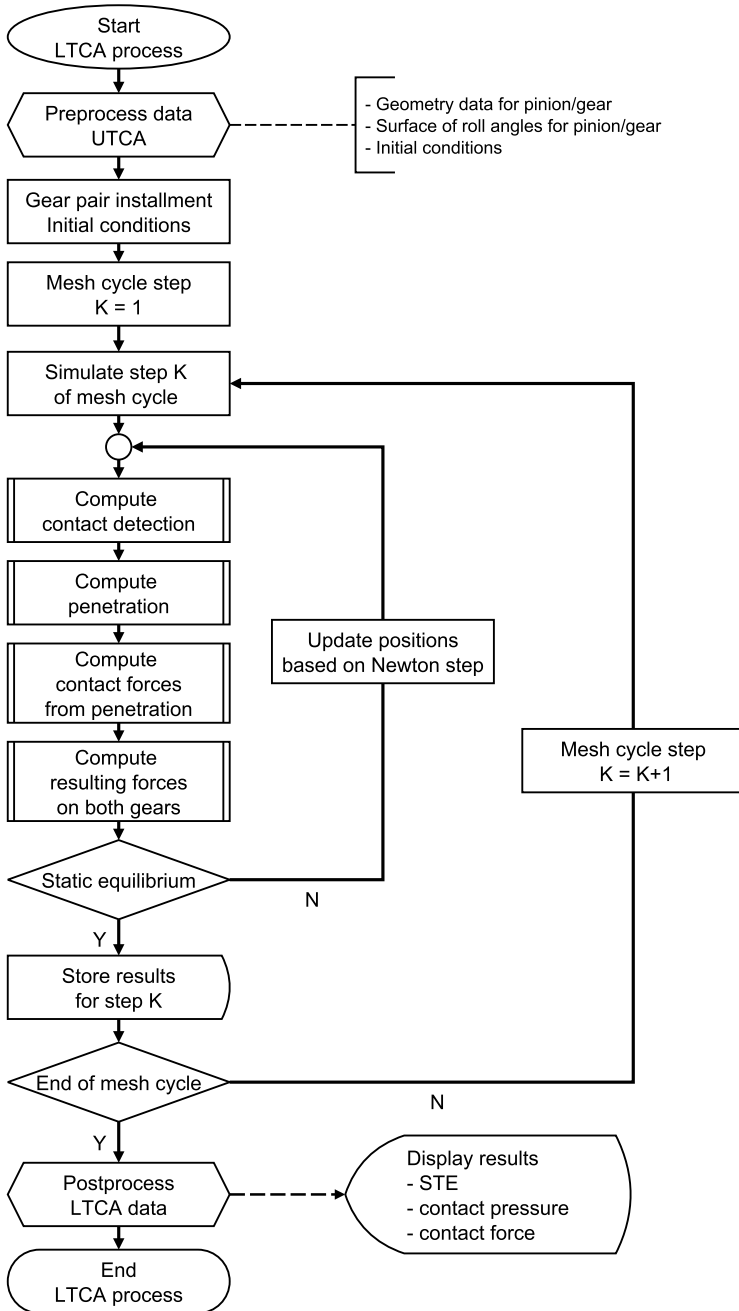 Start
LTCA process
Preprocess data
UTCA
- Geometry data for pinion/gear
- Surface of roll angles for pinion/gear
- Initial conditions
Gear pair installment
Initial conditions
Mesh cycle step
K = 1
Simulate step K
of mesh cycle
Compute
contact detection
Compute
penetration
Update positions
based on Newton step
Compute
contact forces
from penetration
Mesh cycle step
K = K+1
Compute
resulting forces
on both gears
Static equilibrium
N
Y
Store results
for step K
End of mesh cycle
N
Y
Postprocess
LTCA data
Display results
- STE
- contact pressure
- contact force
End
LTCA process